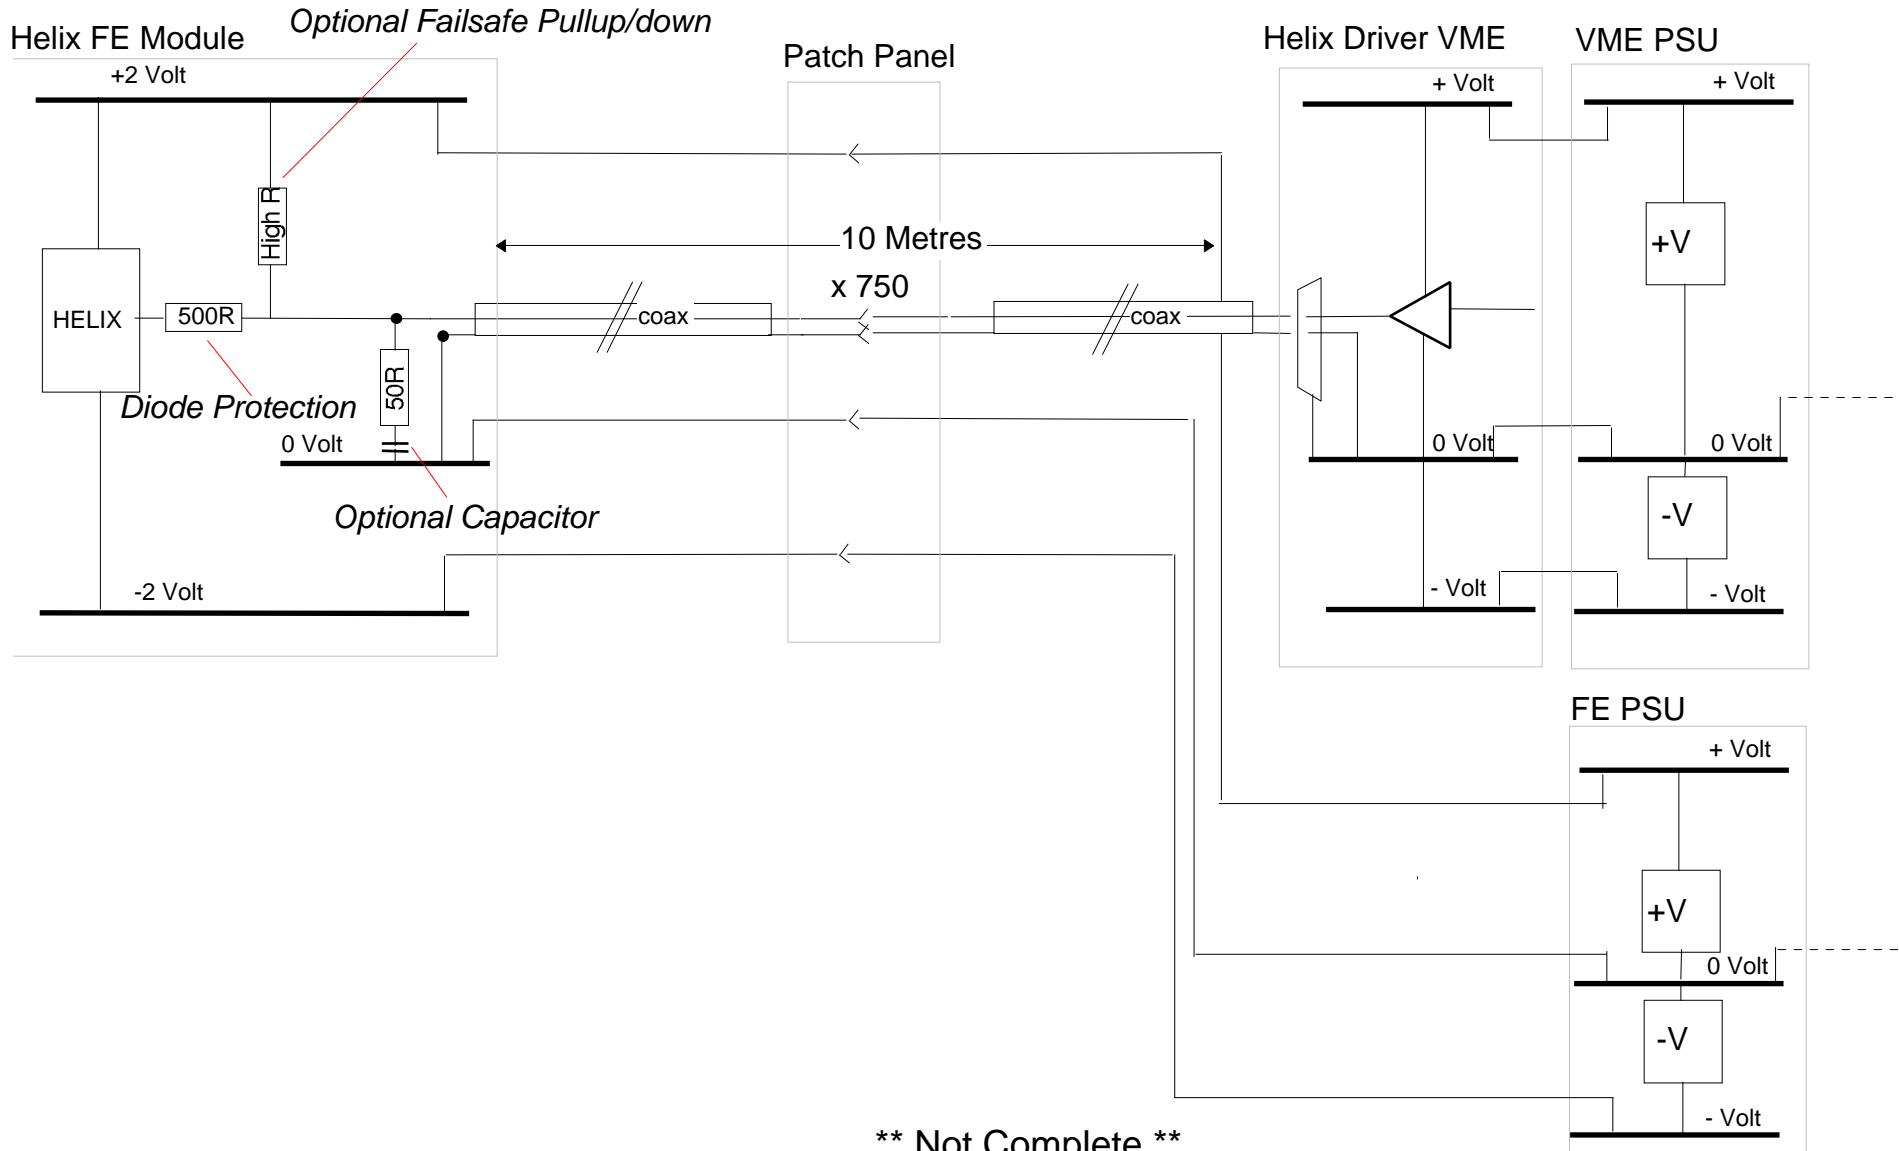 Optional Failsafe Pullup/down
Helix FE Module
Patch Panel
Helix Driver VME
VME PSU
+2 Volt
+ Volt
+ Volt
High R
+V
10 Metres
x 750
HELIX
500R
coax
coax
50R
Diode Protection
0 Volt
0 Volt
0 Volt
Optional Capacitor
-V
-2 Volt
- Volt
- Volt
FE PSU
+ Volt
+V
0 Volt
-V
- Volt
** Not Complete **